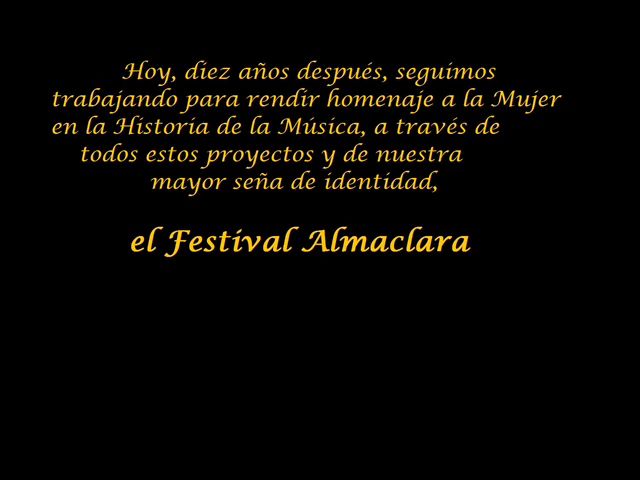 Hoy, diez años después, seguimos
trabajando para rendir homenaje a la Mujer
en la Historia de la Música, a través de
todos estos proyectos y de nuestra
mayor seña de identidad,
el Festival Almaclara